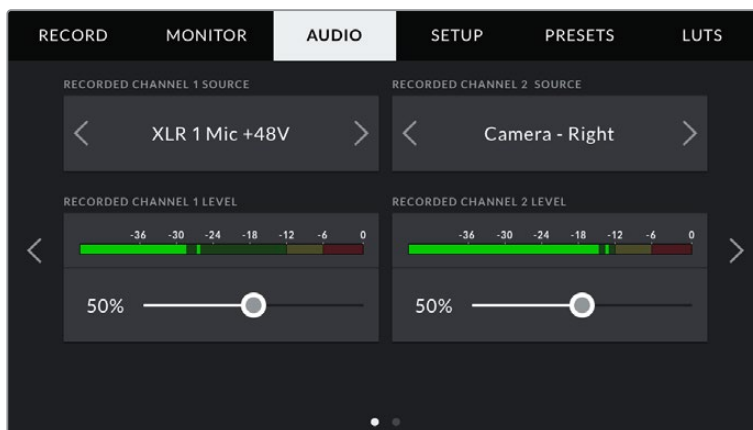 RECORD MONITOR AUDIO SETUP PRESETS LUTS
RECORDED CHANNEL 1 SOURCE RECORDED CHANNEL 2 SOURCE
XLR 1 Mic +48V Camera - Right
RECORDED CHANNEL 1 LEVEL RECORDED CHANNEL 2 LEVEL
-36 -30 -24 -18 -12 -6 0 -36 -30 -24 -18 -12 -6 0
50% 50%